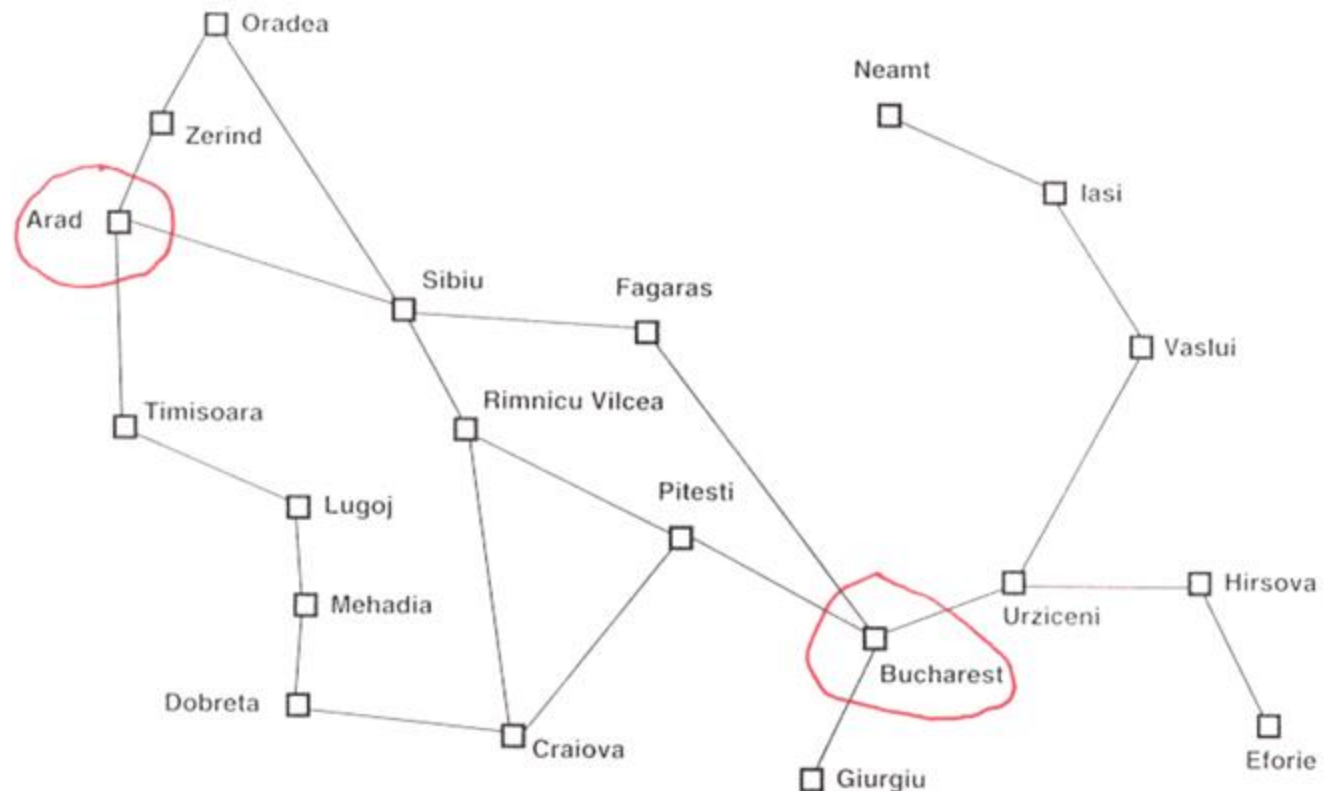 Oradea
Neamt
Zerind
Iasi
Arad
Sibiu
Fagaras
Vaslui
Timisoara
Rimnicu Vilcea
Pitesti
Lugoj
Hirsova
Mehadia
Urziceni
Bucharest
Dobreta
Craiova
Eforie
Giurgiu